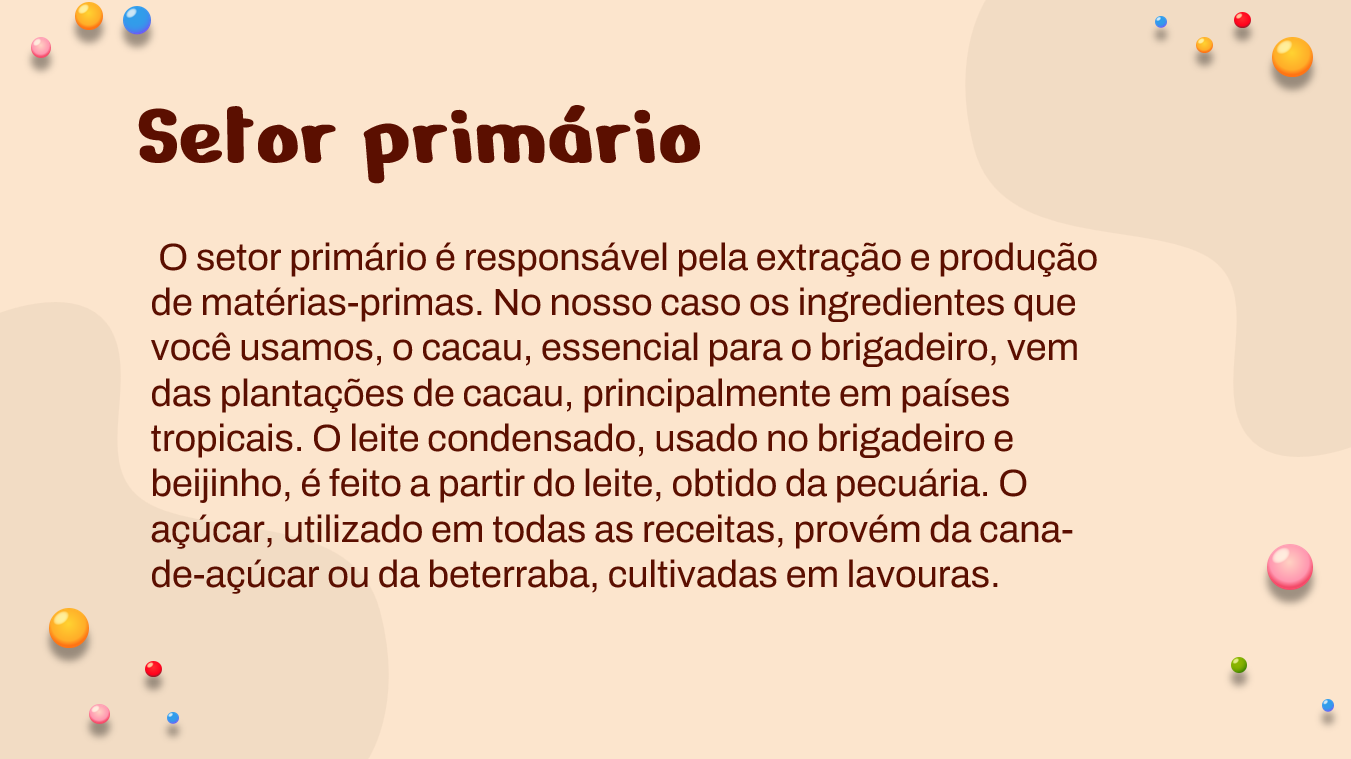 Setor primário
O setor primário é responsável pela extração e produção
de matérias-primas. No nosso caso os ingredientes que
você usamos, o cacau, essencial para o brigadeiro, vem
das plantações de cacau, principalmente em países
tropicais. O leite condensado, usado no brigadeiro e
beijinho, é feito a partir do leite, obtido da pecuária. O
açúcar, utilizado em todas as receitas, provém da cana-
de-açúcar ou da beterraba, cultivadas em lavouras.